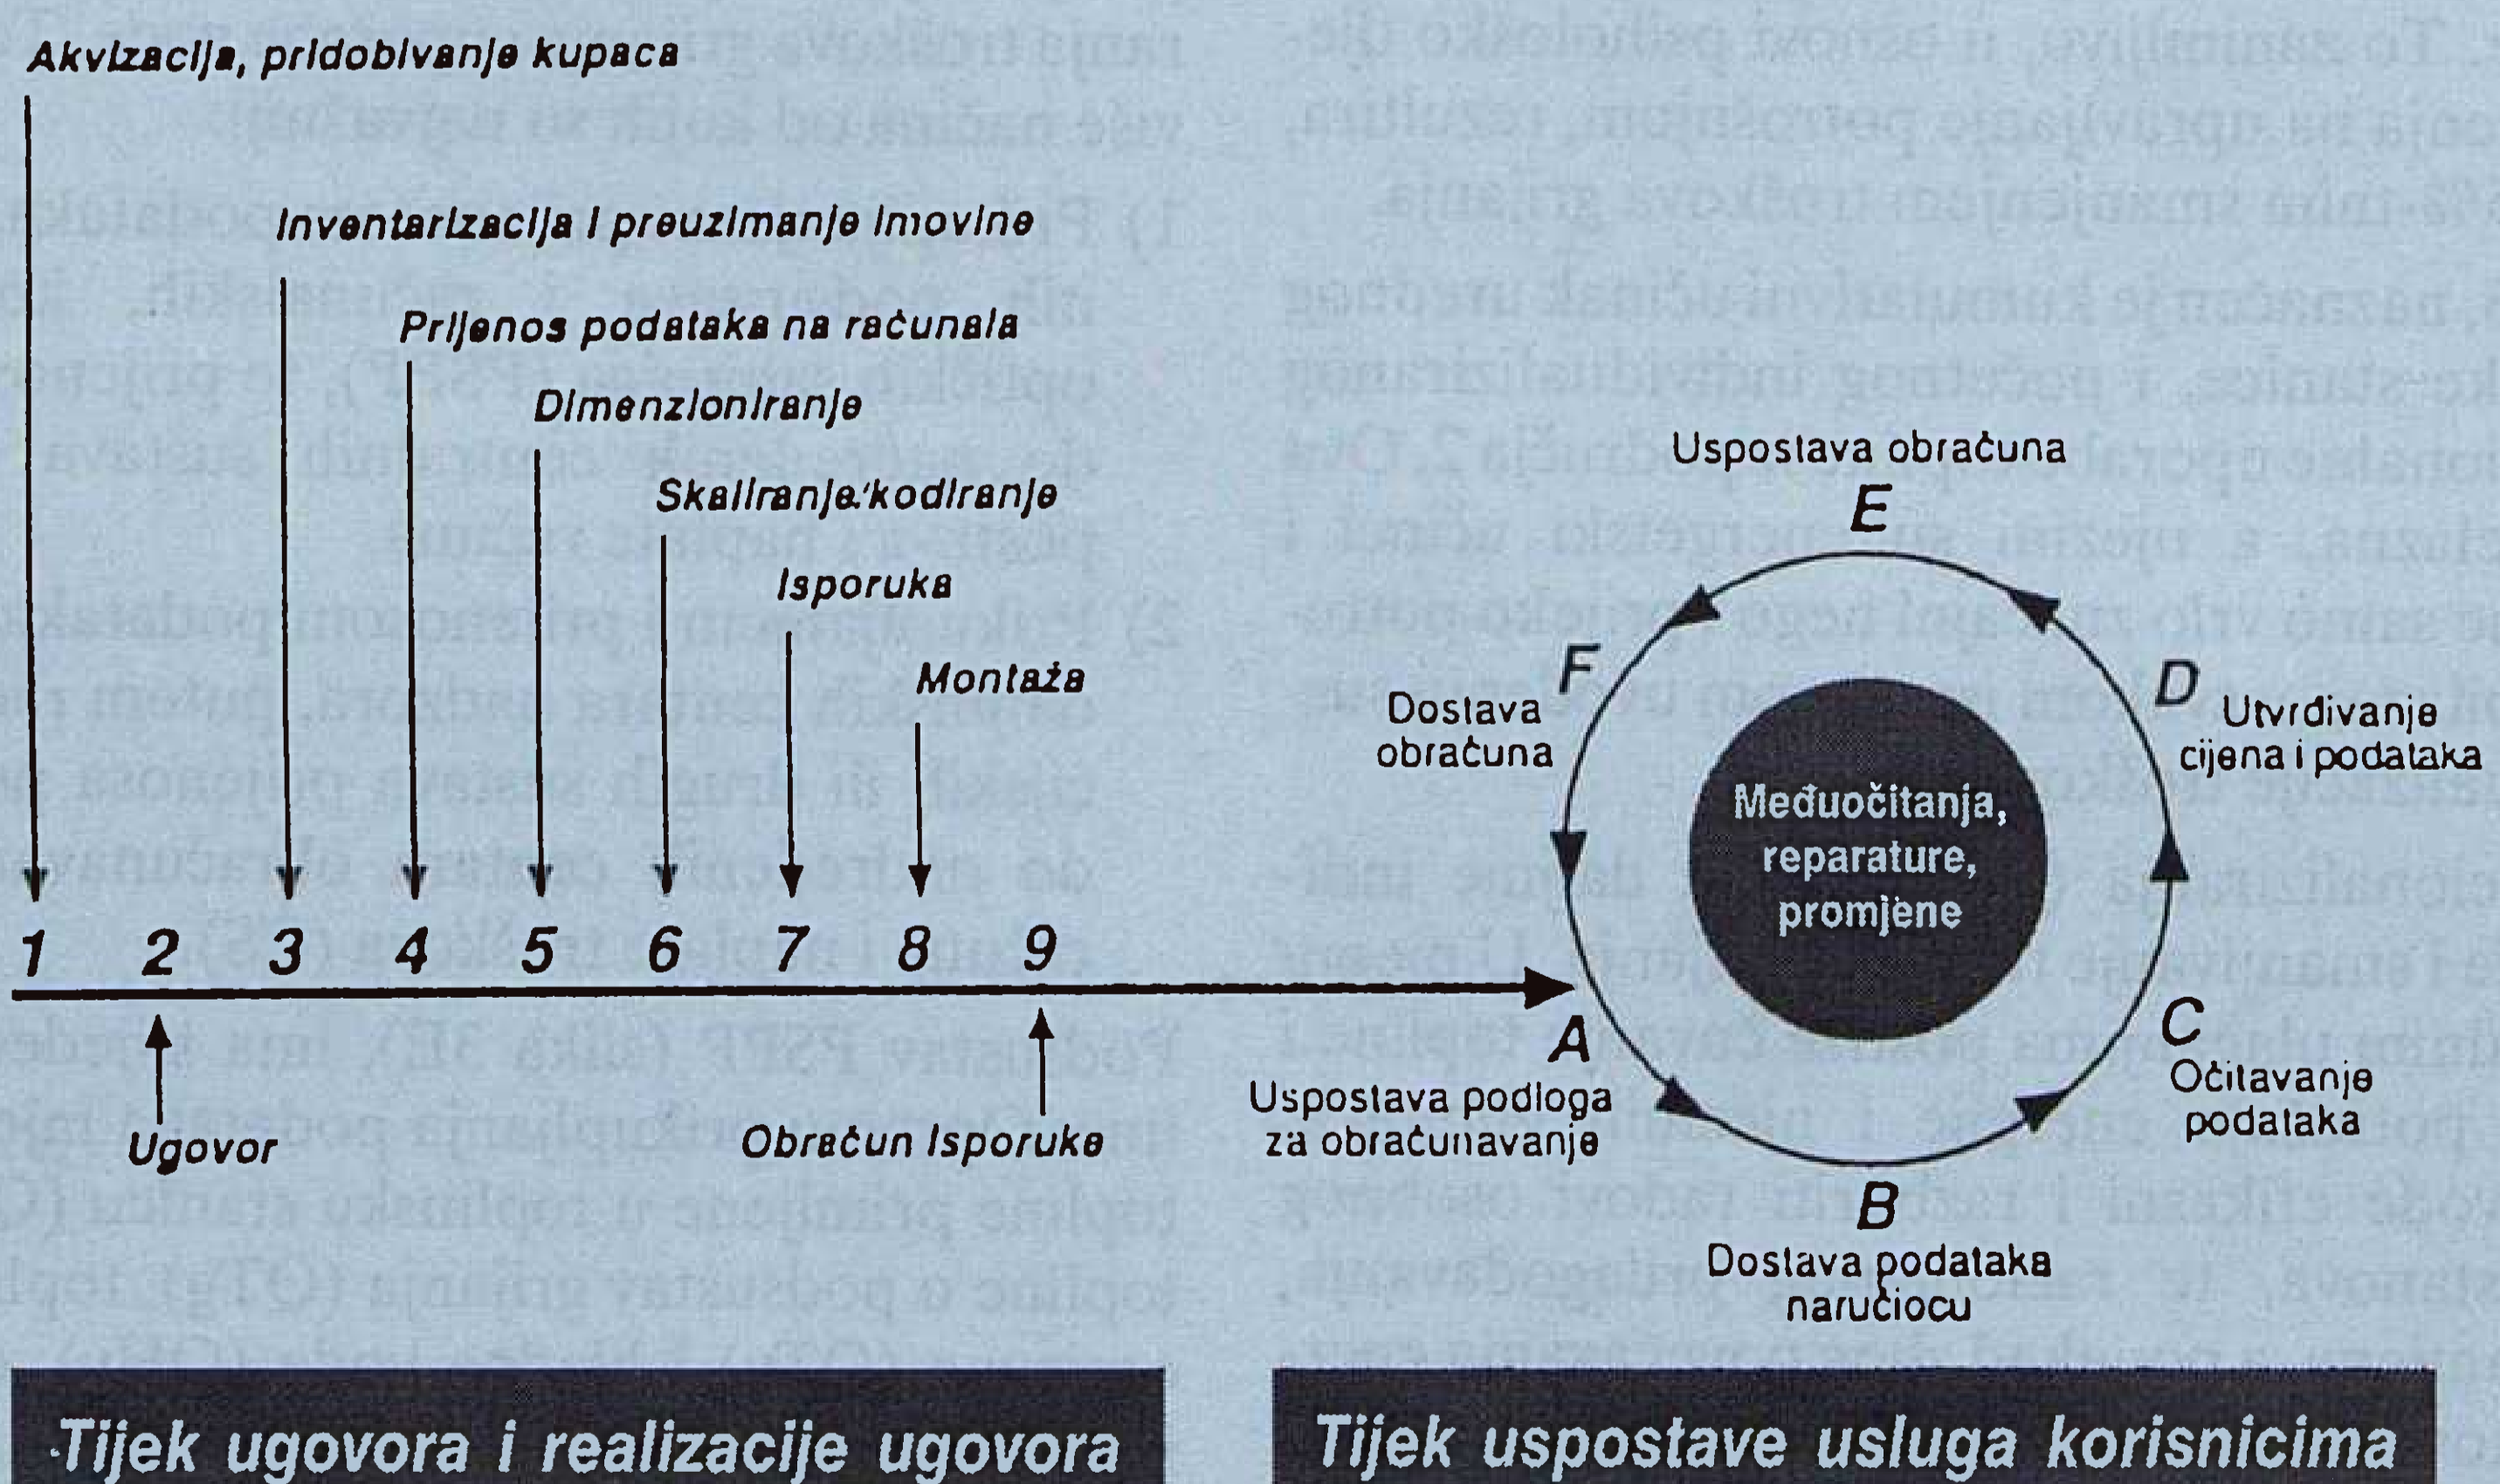 Akvizacija, pridobivanje kupaca
Inventarizacija i preuzimanje imovine
Prijenos podataka na računala
Dimenzioniranje
Skaliranje/kodiranje
Isporuka
Montaža
1 2 3 4 5 6 7 8 9
Ugovor
Obračun Isporuke
Uspostava obračuna
E
F
Dostava
obračuna
D
Utvrđivanje
cijena i podataka
Međuočitanja,
reparature,
promjene
A
Uspostava podloga
za obračunavanje
C
Očitavanje
podataka
B
Dostava podataka
naručiocu
Tijek ugovora i realizacije ugovora
Tijek uspostave usluga korisnicima